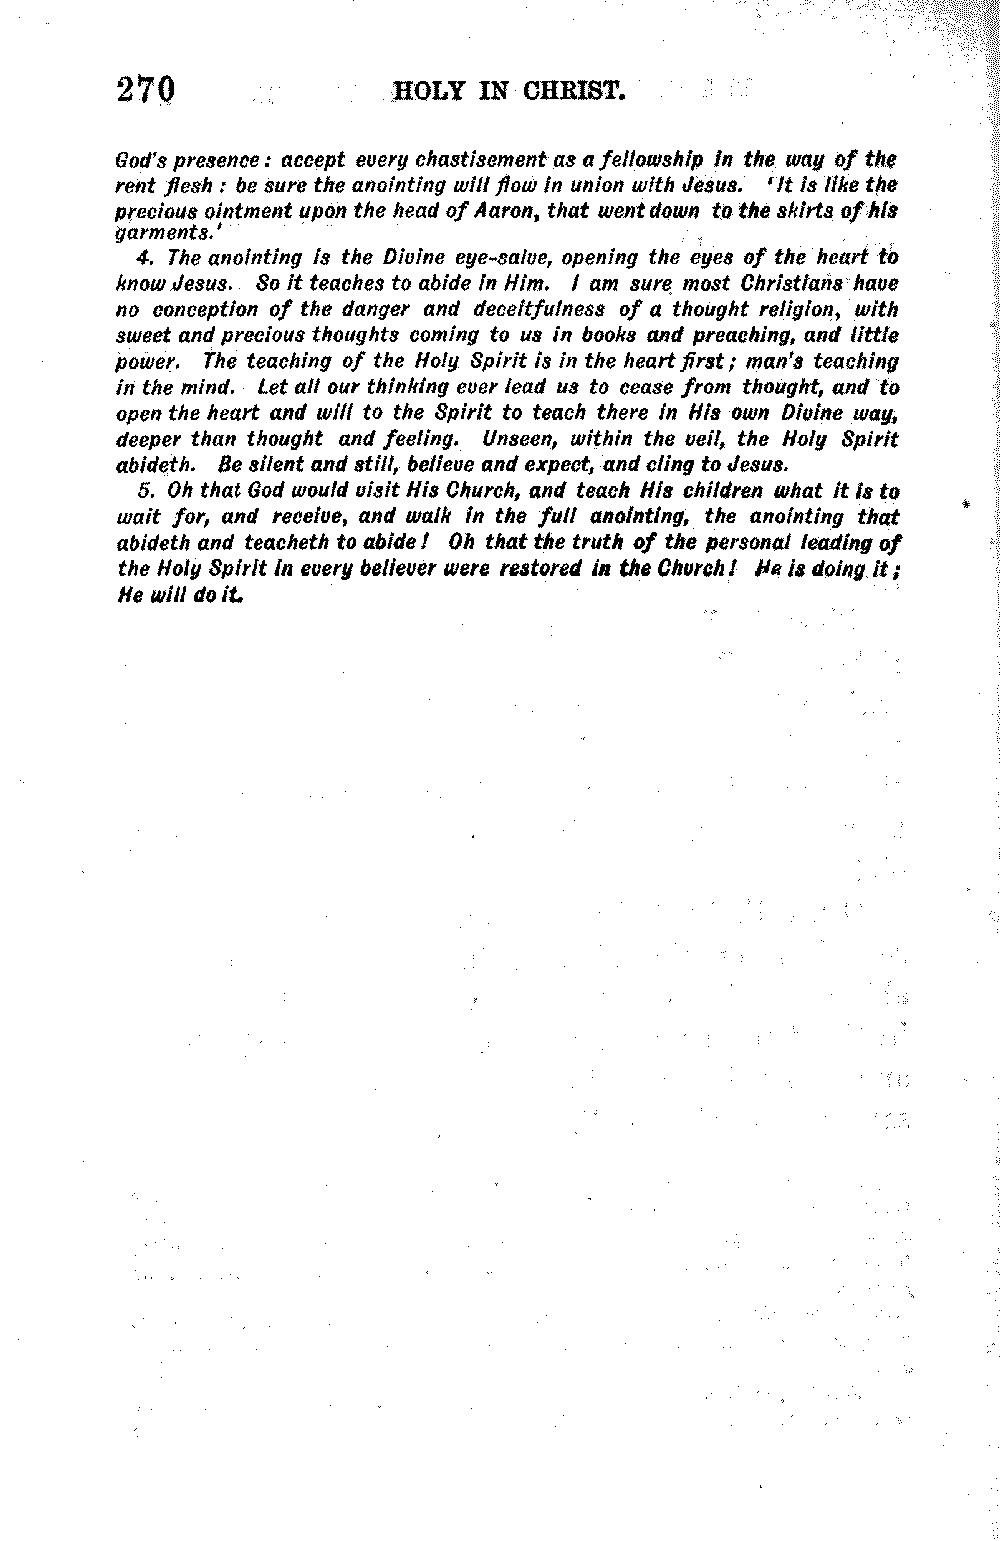 270 HOLY IN CHRIST.
God's presence : accept every chastisement as a fellowship in the way of the
rent flesh : be sure the anointing will flow in union with Jesus. 'It is like the
precious ointment upon the head of Aaron, that went down to the skirts of his
garments.'
4. The anointing is the Divine eye-salve, opening the eyes of the heart to
know Jesus. So it teaches to abide in Him. I am sure most Christians have
no conception of the danger and deceitfulness of a thought religion, with
sweet and precious thoughts coming to us in books and preaching, and little
power. The teaching of the Holy Spirit is in the heart first ; man's teaching
in the mind. Let all our thinking ever lead us to cease from thought, and to
open the heart and will to the Spirit to teach there in His own Divine way,
deeper than thought and feeling. Unseen, within the veil, the Holy Spirit
abideth. Be silent and still, believe and expect, and cling to Jesus.
5. Oh that God would visit His Church, and teach His children what it is to
wait for, and receive, and walk in the full anointing, the anointing that
abideth and teacheth to abide ! Oh that the truth of the personal leading of
the Holy Spirit in every believer were restored in the Church ! He is doing it ;
He will do it.